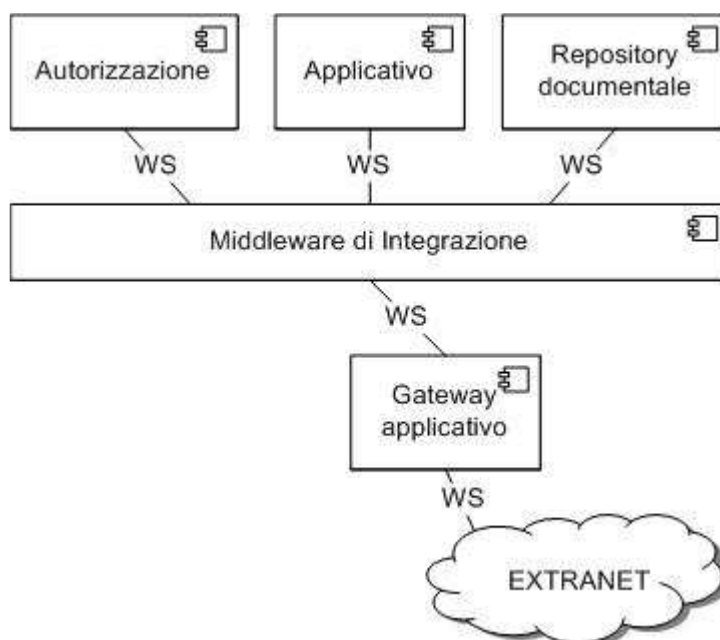 Autorizzazione
Applicativo
Repository
documentale
WS
WS
WS
Middleware di Integrazione
WS
Gateway
applicativo
WS
EXTRANET